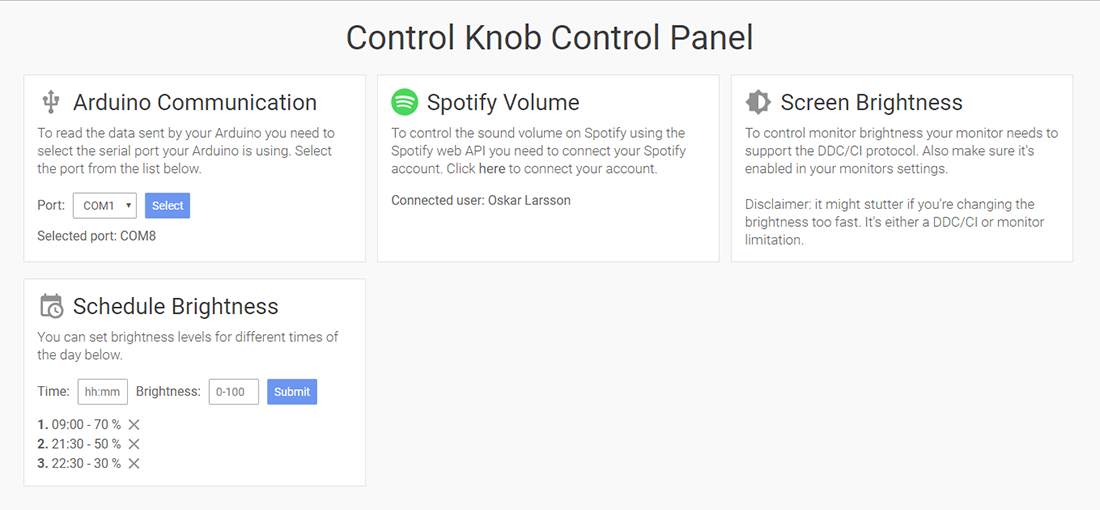 Control Knob Control Panel
Arduino Communication
To read the data sent by your Arduino you need to
select the serial port your Arduino is using. Select
the port from the list below.
Port: COM1 Select
Selected port: COM8
Spotify Volume
To control the sound volume on Spotify using the
Spotify web API you need to connect your Spotify
account. Click here to connect your account.
Connected user: Oskar Larsson
Screen Brightness
To control monitor brightness your monitor needs to
support the DDC/CI protocol. Also make sure it's
enabled in your monitors settings.
Disclaimer: it might stutter if you're changing the
brightness too fast. It's either a DDC/CI or monitor
limitation.
Schedule Brightness
You can set brightness levels for different times of
the day below.
Time: hh:mm Brightness: 0-100 Submit
1. 09:00 - 70 %
2. 21:30 - 50 %
3. 22:30 - 30 %